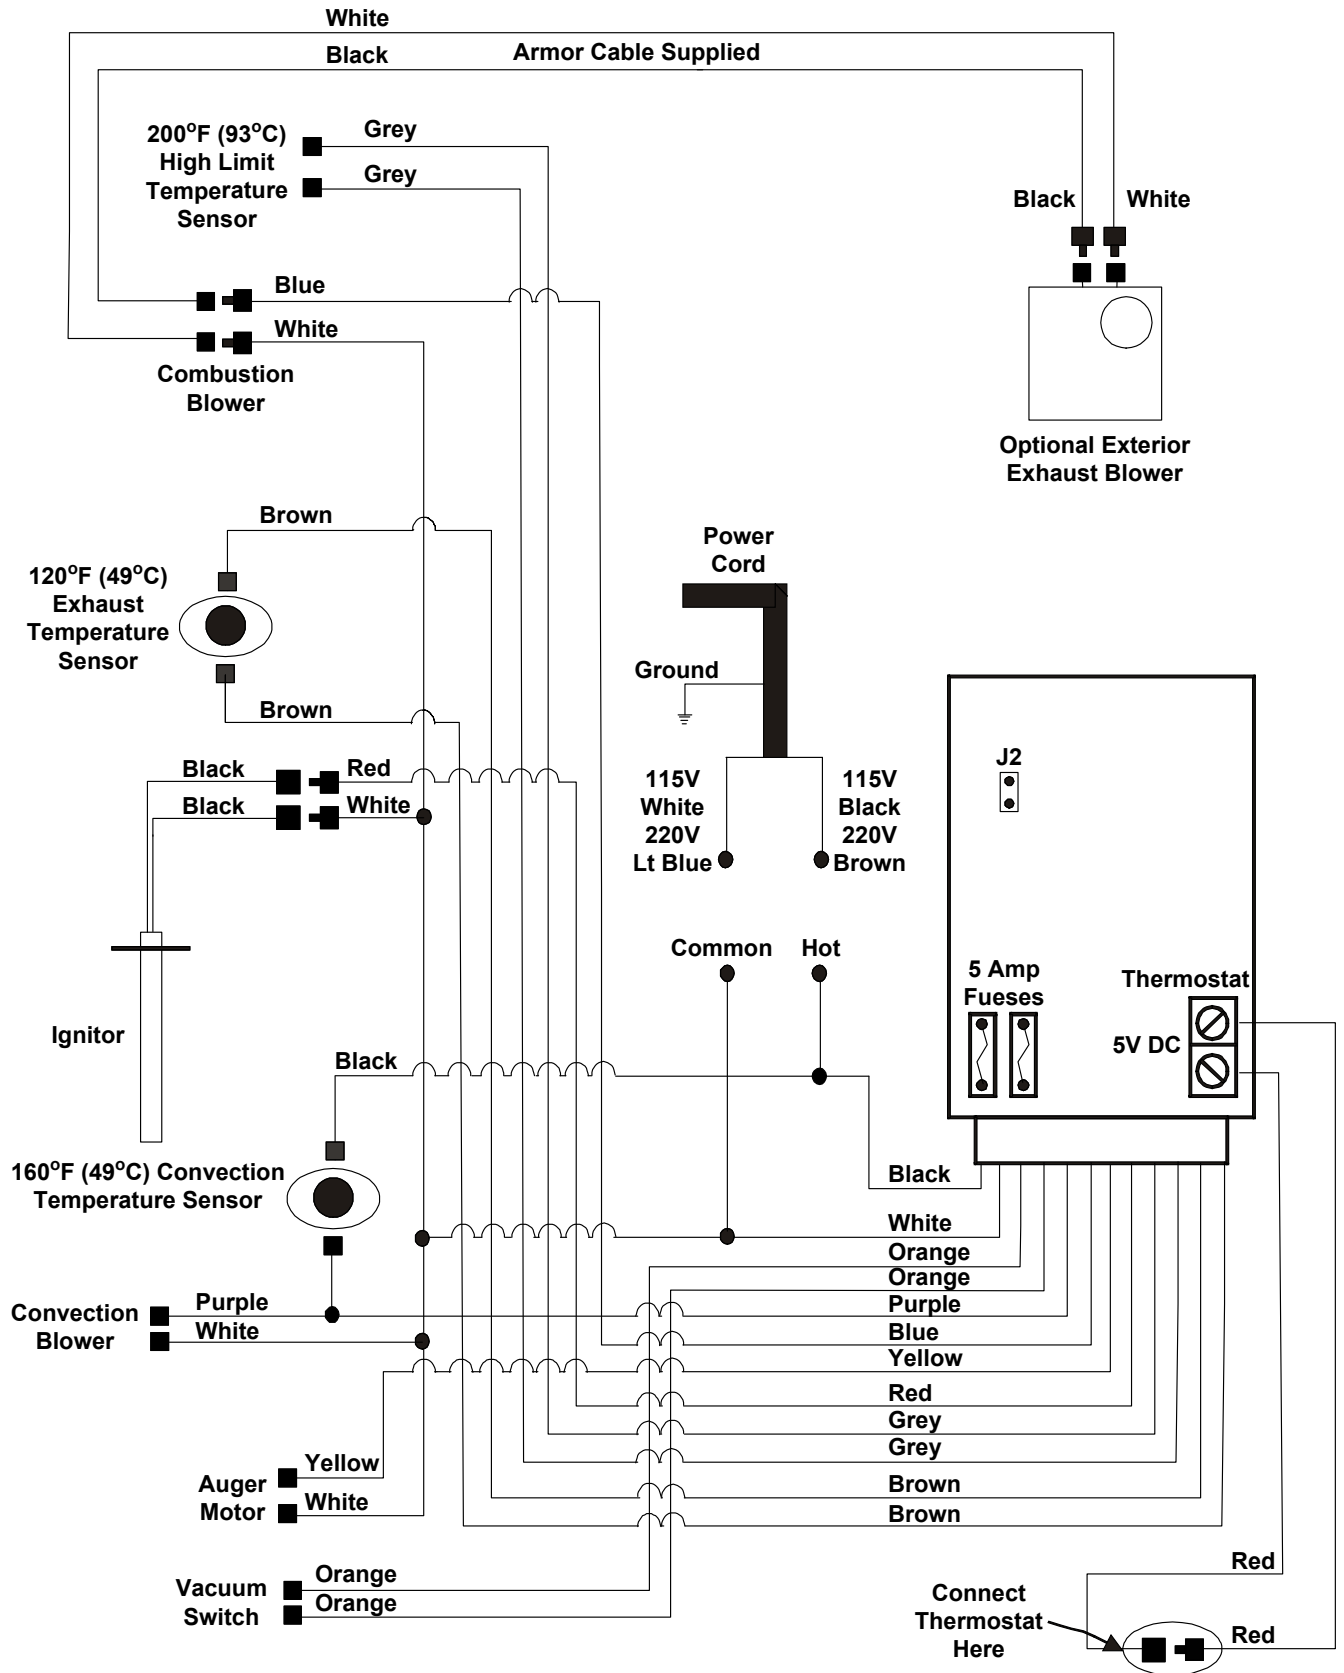 White
Black
Armor Cable Supplied
200°F (93°C)
High Limit
Temperature
Sensor
Grey
Grey
Black
White
Blue
White
Combustion
Blower
Optional Exterior
Exhaust Blower
Brown
120°F (49°C)
Exhaust
Temperature
Sensor
Brown
Power
Cord
Ground
115V
White
220V
Lt Blue
115V
Black
220V
Brown
J2
Black
Red
Black
White
Ignitor
Common
Hot
5 Amp
Fueses
Thermostat
5V DC
Black
160°F (49°C) Convection
Temperature Sensor
Black
White
Orange
Orange
Purple
Blue
Yellow
Red
Grey
Grey
Brown
Brown
Convection
Blower
Purple
White
Auger
Motor
Yellow
White
Vacuum
Switch
Orange
Orange
Connect
Thermostat
Here
Red
Red